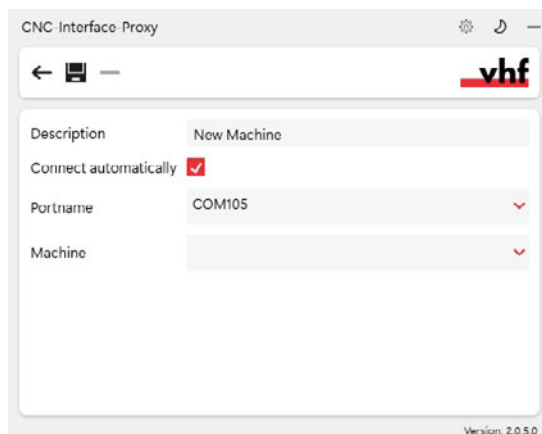 CNC-Interface-Proxy
vhf
Description New Machine
Connect automatically
Portname COM105
Machine
Version: 2.0.5.0